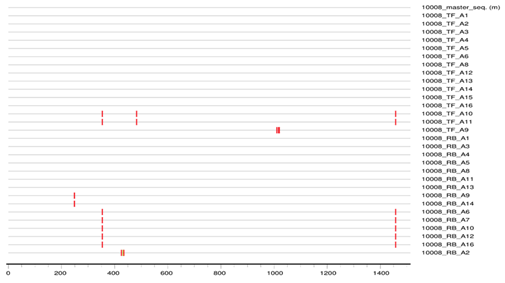 10008_master_seq. (m)
10008_TF_A1
10008_TF_A2
10008_TF_A3
10008_TF_A4
10008_TF_A5
10008_TF_A6
10008_TF_A8
10008_TF_A12
10008_TF_A13
10008_TF_A14
10008_TF_A15
10008_TF_A16
10008_TF_A10
10008_TF_A11
10008_TF_A9
10008_RB_A1
10008_RB_A3
10008_RB_A4
10008_RB_A5
10008_RB_A8
10008_RB_A11
10008_RB_A13
10008_RB_A9
10008_RB_A14
10008_RB_A6
10008_RB_A7
10008_RB_A10
10008_RB_A12
10008_RB_A16
10008_RB_A2
0 200 400 600 800 1000 1200 1400